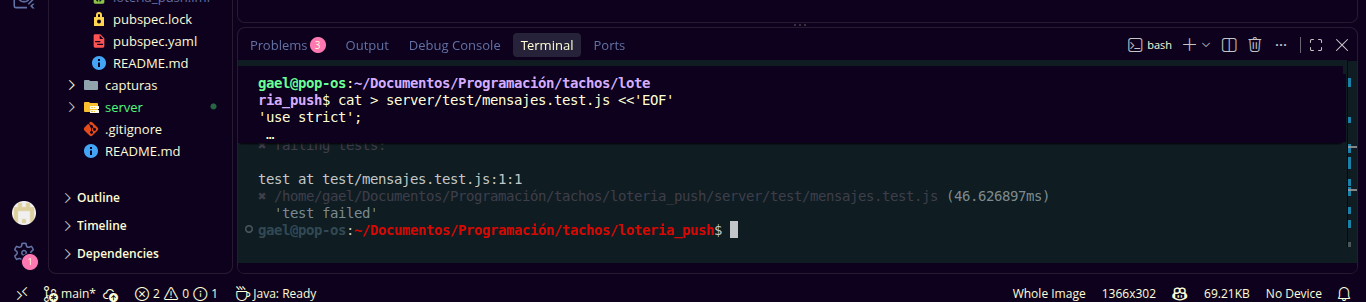 pubspec.lock
pubspec.yaml
README.md
capturas
server
.gitignore
README.md
Outline
Timeline
Dependencies
Problems 3 Output Debug Console Terminal Ports
bash
gael@pop-os:~/Documentos/Programación/tachos/lote
ria_push$ cat > server/test/mensajes.test.js <<'EOF'
'use strict';
…
✖ failing tests:
test at test/mensajes.test.js:1:1
✖ /home/gael/Documentos/Programación/tachos/loteria_push/server/test/mensajes.test.js (46.626897ms)
'test failed'
gael@pop-os:~/Documentos/Programación/tachos/loteria_push$
1
main* 2 0 1 Java: Ready Whole Image 1366x302 69.21KB No Device